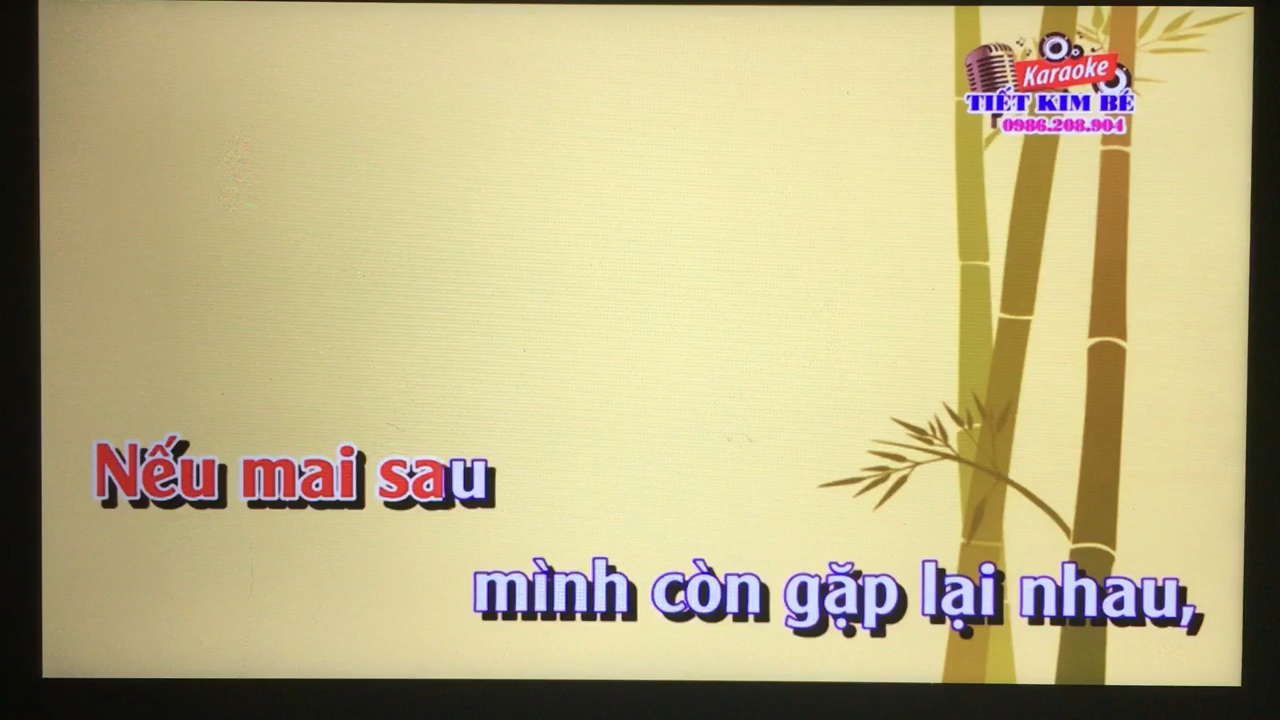 Karaoke
TIẾT KIM BÉ
0986.208.904
Nếu mai sau
mình còn gặp lại nhau,